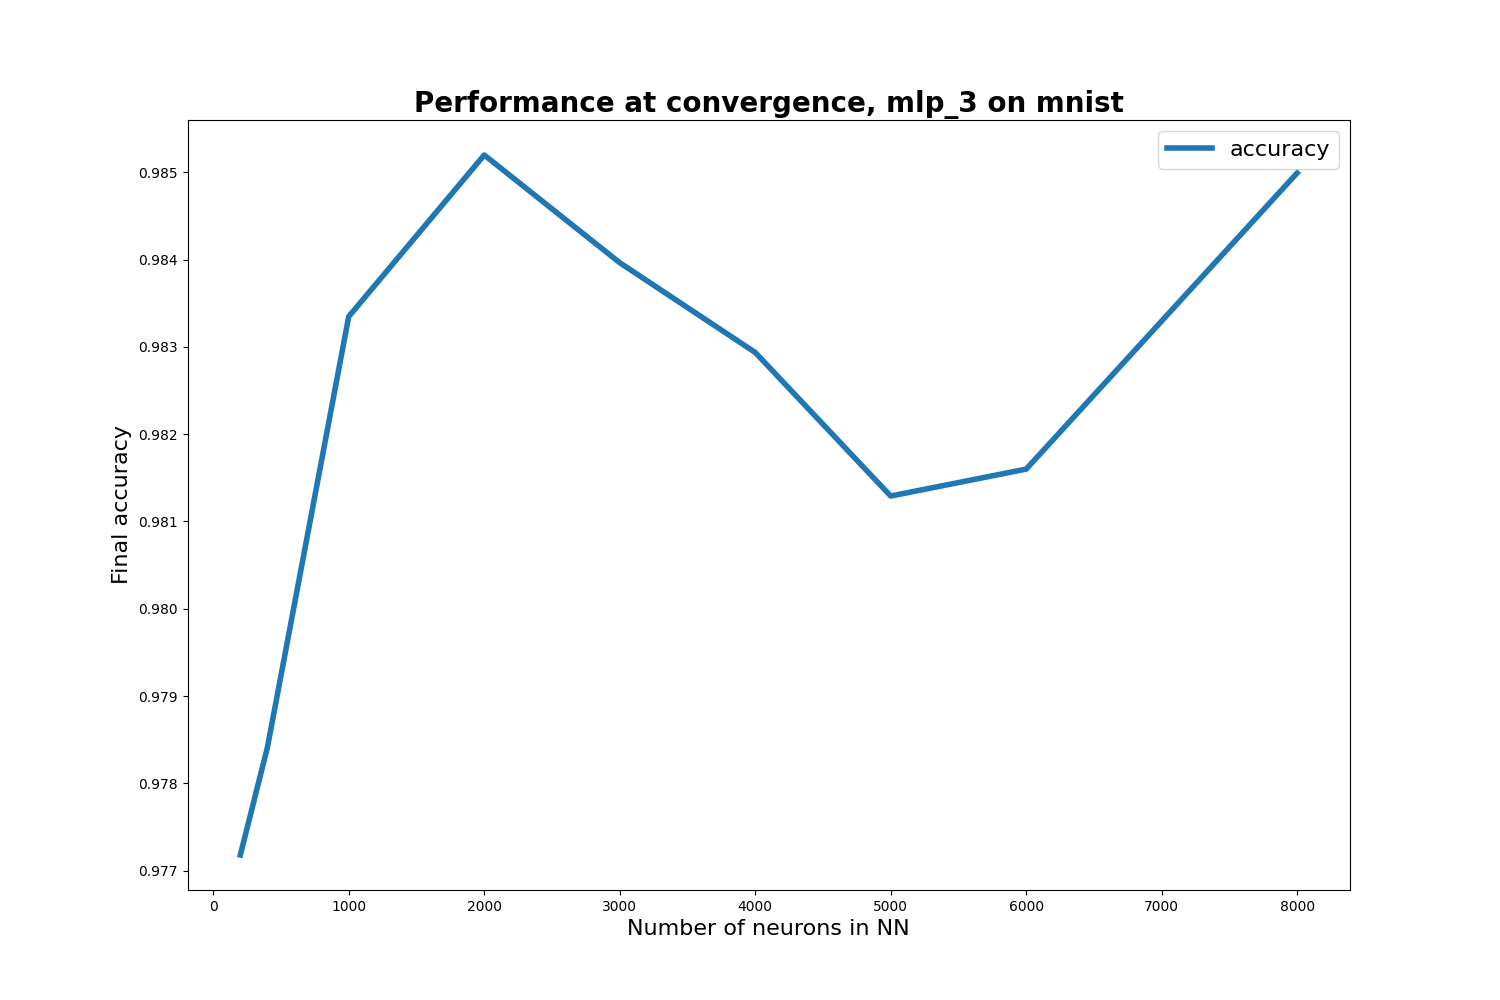 Performance at convergence, mlp_3 on mnist
accuracy
0.985
0.984
0.983
0.982
0.981
0.980
0.979
0.978
0.977
Final accuracy
0 1000 2000 3000 4000 5000 6000 7000 8000
Number of neurons in NN